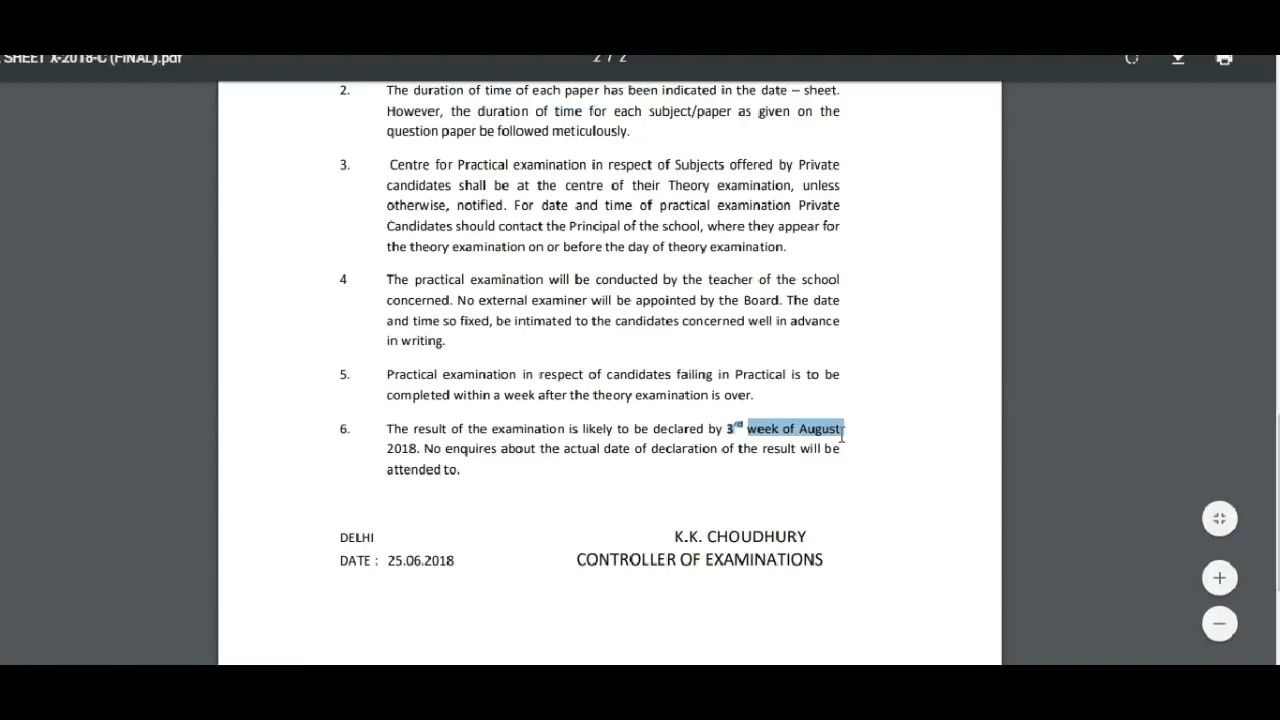 SHEET X-2018-C (FINAL).pdf
2 / 2
2. The duration of time of each paper has been indicated in the date – sheet.
However, the duration of time for each subject/paper as given on the
question paper be followed meticulously.
3. Centre for Practical examination in respect of Subjects offered by Private
candidates shall be at the centre of their Theory examination, unless
otherwise, notified. For date and time of practical examination Private
Candidates should contact the Principal of the school, where they appear for
the theory examination on or before the day of theory examination.
4 The practical examination will be conducted by the teacher of the school
concerned. No external examiner will be appointed by the Board. The date
and time so fixed, be intimated to the candidates concerned well in advance
in writing.
5. Practical examination in respect of candidates failing in Practical is to be
completed within a week after the theory examination is over.
6. The result of the examination is likely to be declared by 3rd week of August
2018. No enquires about the actual date of declaration of the result will be
attended to.
DELHI K.K. CHOUDHURY
DATE : 25.06.2018 CONTROLLER OF EXAMINATIONS